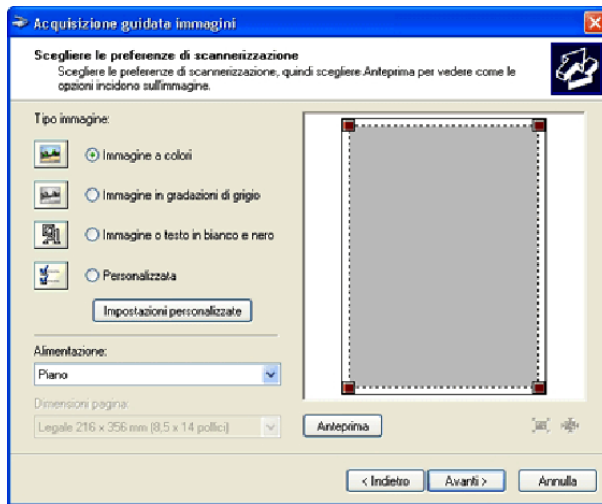 Acquisizione guidata immagini
Scegliere le preferenze di scannerizzazione
Scegliere le preferenze di scannerizzazione, quindi scegliere Anteprima per vedere come le
opzioni incidono sull'immagine.
Tipo immagine:
Immagine a colori
Immagine in gradazioni di grigio
Immagine o testo in bianco e nero
Personalizzata
Impostazioni personalizzate
Alimentazione:
Piano
Dimensioni pagina:
Legale 216 x 356 mm (8,5 x 14 pollici)
Anteprima
< Indietro
Avanti >
Annulla